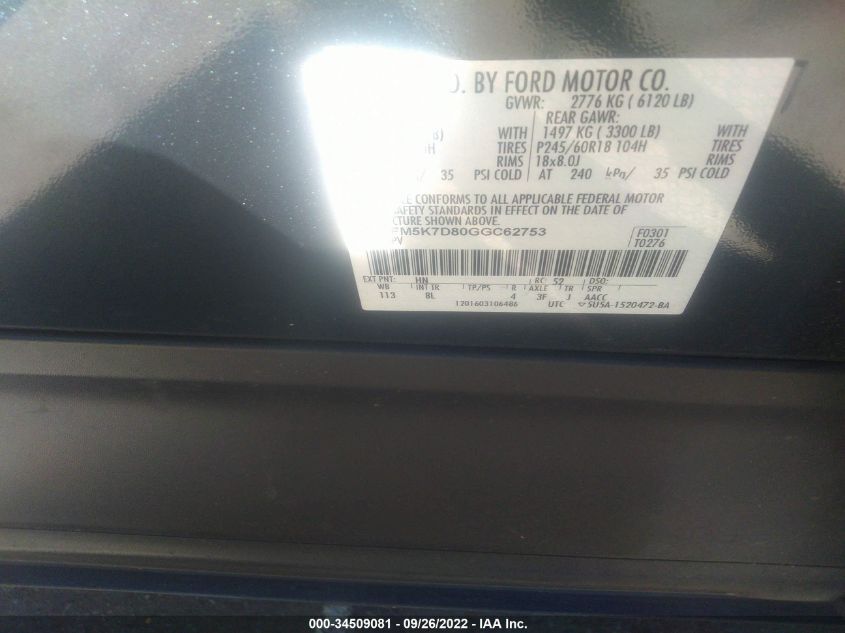 O. BY FORD MOTOR CO.
GVWR: 2776 KG ( 6120 LB)
REAR GAWR:
B) WITH 1497 KG ( 3300 LB) WITH
H TIRES P245/60R18 104H TIRES
RIMS 18x8.0J RIMS
/ 35 PSI COLD AT 240 kPa/ 35 PSI COLD
CONFORMS TO ALL APPLICABLE FEDERAL MOTOR
SAFETY STANDARDS IN EFFECT ON THE DATE OF
CTURE SHOWN ABOVE.
FM5K7D80GGC62753 F0301
PV T0276
EXT PNT: HN RC: 52 DSO:
WB INT TR TP/PS R AXLE TR SPR
113 8L 4 3F J AACC
1201603106486 UTC 5U5A-1520472-BA
000-34509081 - 09/26/2022 - IAA Inc.